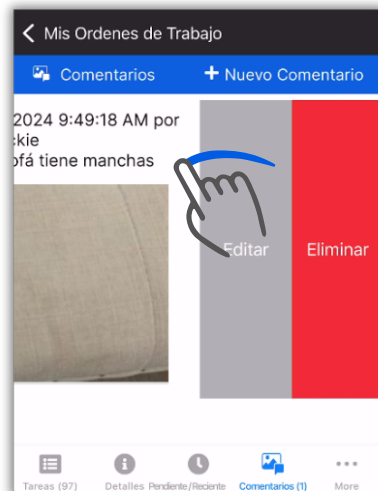 Mis Ordenes de Trabajo
Comentarios
+ Nuevo Comentario
2024 9:49:18 AM por
kie
fá tiene manchas
Editar
Eliminar
Tareas (97)
Detalles
Pendiente/Reciente
Comentarios (1)
More